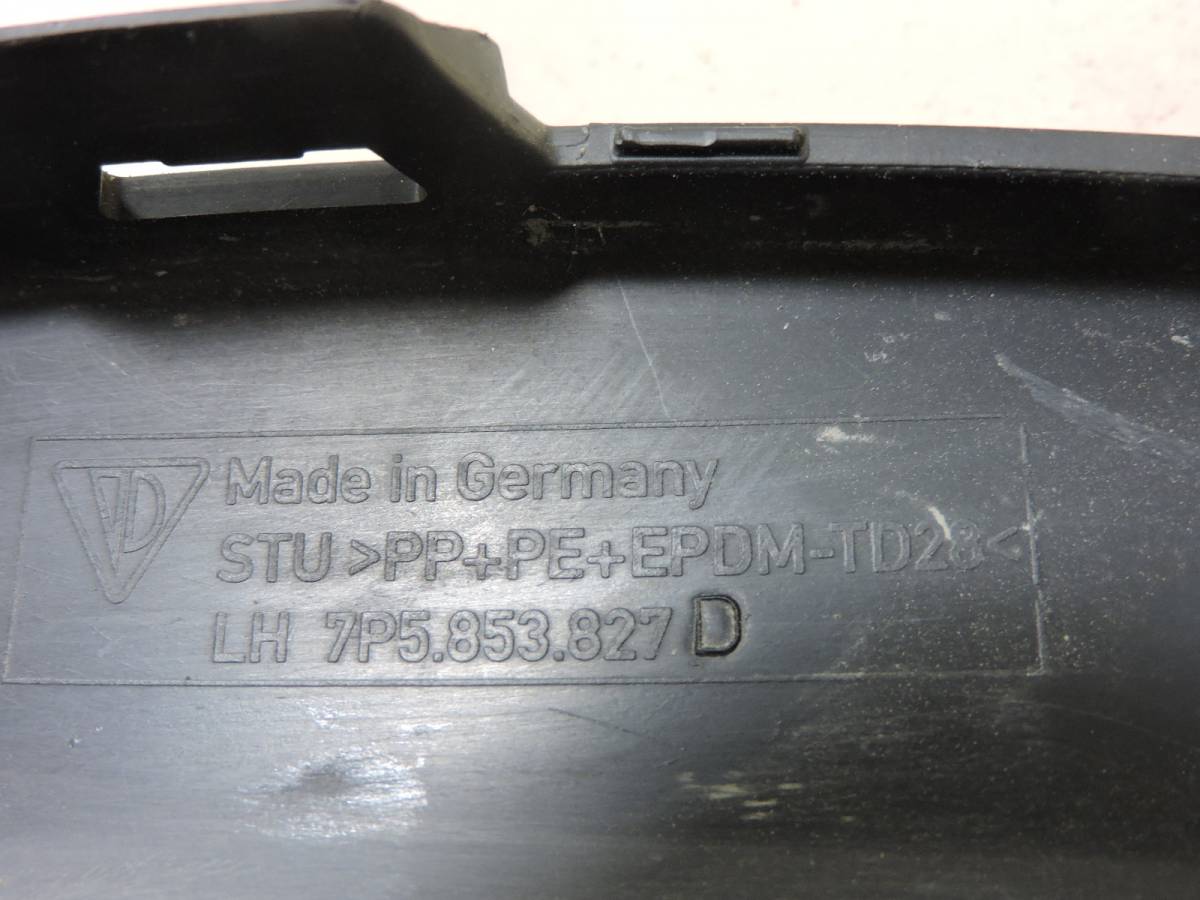 Made in Germany
STU >PP+PE+EPDM-TD28<
LH 7P5.853.827 D